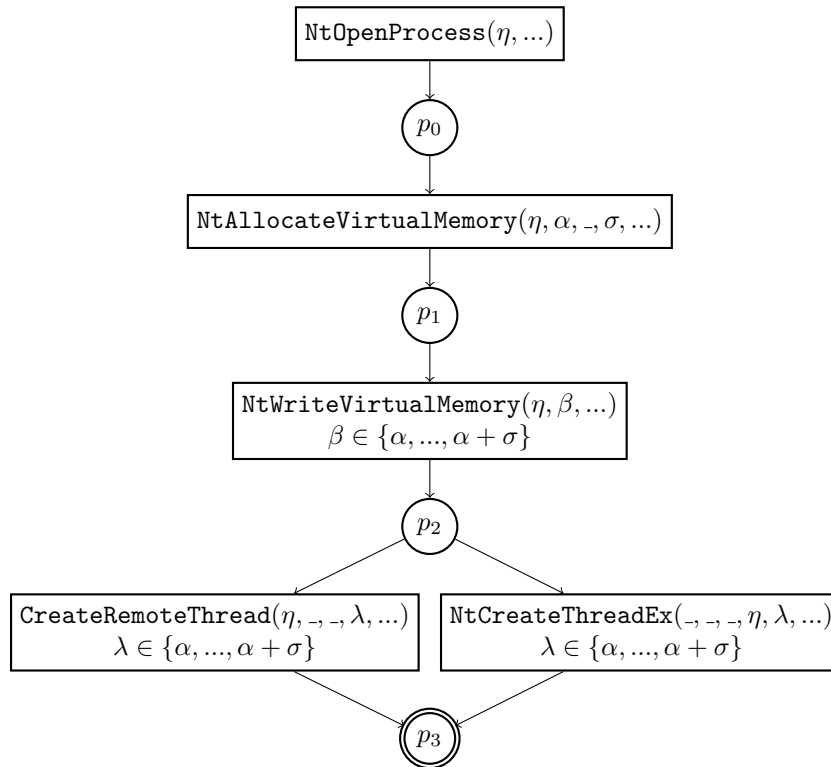 NtOpenProcess(η, ...)
p₀
NtAllocateVirtualMemory(η, α, _, σ, ...)
p₁
NtWriteVirtualMemory(η, β, ...)
β ∈ {α, ..., α + σ}
p₂
CreateRemoteThread(η, _, _, λ, ...)
λ ∈ {α, ..., α + σ}
NtCreateThreadEx(_, _, _, η, λ, ...)
λ ∈ {α, ..., α + σ}
p₃